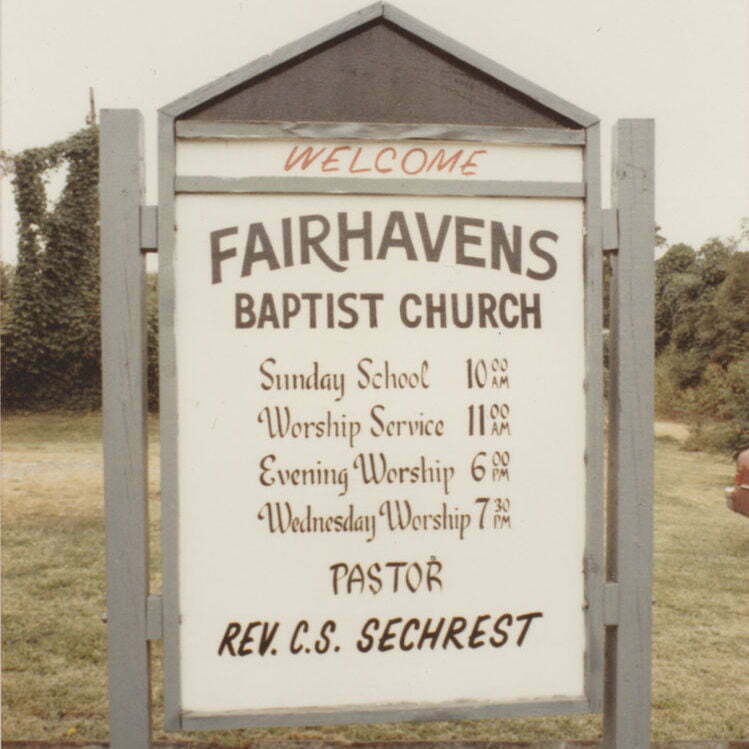 WELCOME
FAIRHAVENS
BAPTIST CHURCH
Sunday School 10 00 AM
Worship Service 11 00 AM
Evening Worship 6 00 PM
Wednesday Worship 7 30 PM
PASTOR
REV. C.S. SECHREST